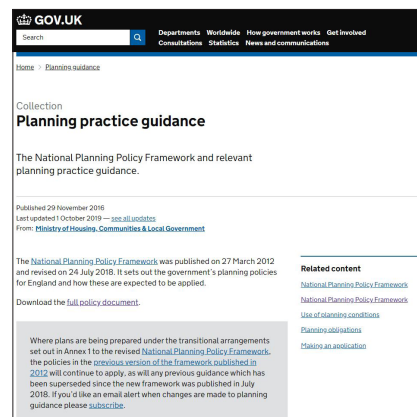 GOV.UK
Search
Departments Worldwide How government works Get involved
Consultations Statistics News and communications
Home > Planning guidance
Collection
Planning practice guidance
The National Planning Policy Framework and relevant
planning practice guidance.
Published 29 November 2016
Last updated 1 October 2019 — see all updates
From: Ministry of Housing, Communities & Local Government
The National Planning Policy Framework was published on 27 March 2012
and revised on 24 July 2018. It sets out the government's planning policies
for England and how these are expected to be applied.
Download the full policy document.
Related content
National Planning Policy Framework
National Planning Policy Framework
Use of planning conditions
Planning obligations
Making an application
Where plans are being prepared under the transitional arrangements
set out in Annex 1 to the revised National Planning Policy Framework,
the policies in the previous version of the framework published in
2012 will continue to apply, as will any previous guidance which has
been superseded since the new framework was published in July
2018. If you'd like an email alert when changes are made to planning
guidance please subscribe.